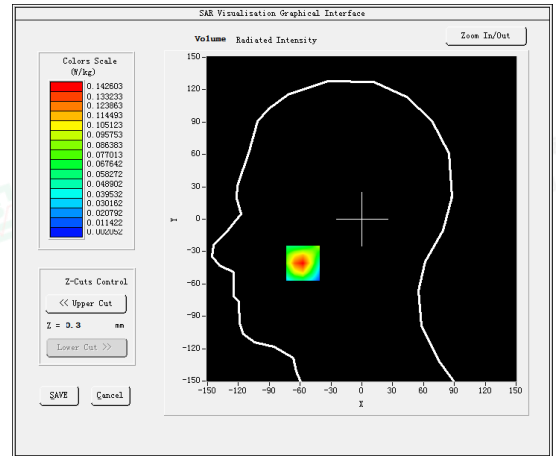 SAR Visualisation Graphical Interface
Volume Radiated Intensity
Zoom In/Out
Colors Scale
(W/kg)
0.142603
0.133233
0.123863
0.114493
0.105123
0.095753
0.086383
0.077013
0.067642
0.058272
0.048902
0.039532
0.030162
0.020792
0.011422
0.002052
Z-Cuts Control
<< Upper Cut
Z = 0.3 mm
Lower Cut >>
SAVE Cancel
150
120
90
60
30
0
-30
-60
-90
-120
-150
Y
-150 -120 -90 -60 -30 0 30 60 90 120 150
X